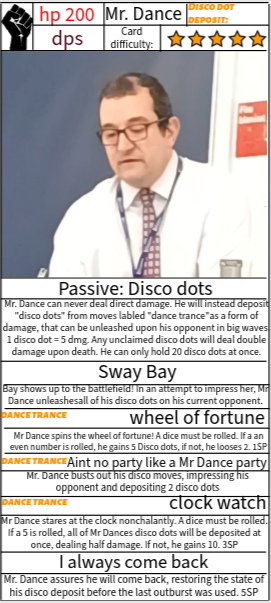 hp 200
Mr. Dance
DISCO DOT
DEPOSIT:
dps
Card
difficulty:
Passive: Disco dots
Mr. Dance can never deal direct damage. He will instead deposit
"disco dots" from moves labled "dance trance"as a form of
damage, that can be unleashed upon his opponent in big waves.
1 disco dot = 5 dmg. Any unclaimed disco dots will deal double
damage upon death. He can only hold 20 disco dots at once.
Sway Bay
Bay shows up to the battlefield! In an attempt to impress her, Mr
Dance unleashesall of his disco dots on his current opponent.
DANCE TRANCE
wheel of fortune
Mr Dance spins the wheel of fortune! A dice must be rolled. If a an
even number is rolled, he gains 5 Disco dots, if not, he looses 2. 1SP
DANCE TRANCE
Aint no party like a Mr Dance party
Mr. Dance busts out his disco moves, impressing his
opponent and depositing 2 disco dots
DANCE TRANCE
clock watch
Mr Dance stares at the clock nonchalantly. A dice must be rolled.
If a 5 is rolled, all of Mr Dances disco dots will be deposited at
once, dealing half damage. If not, he gains 10. 3SP
I always come back
Mr. Dance assures he will come back, restoring the state of
his disco deposit before the last outburst was used. 5SP